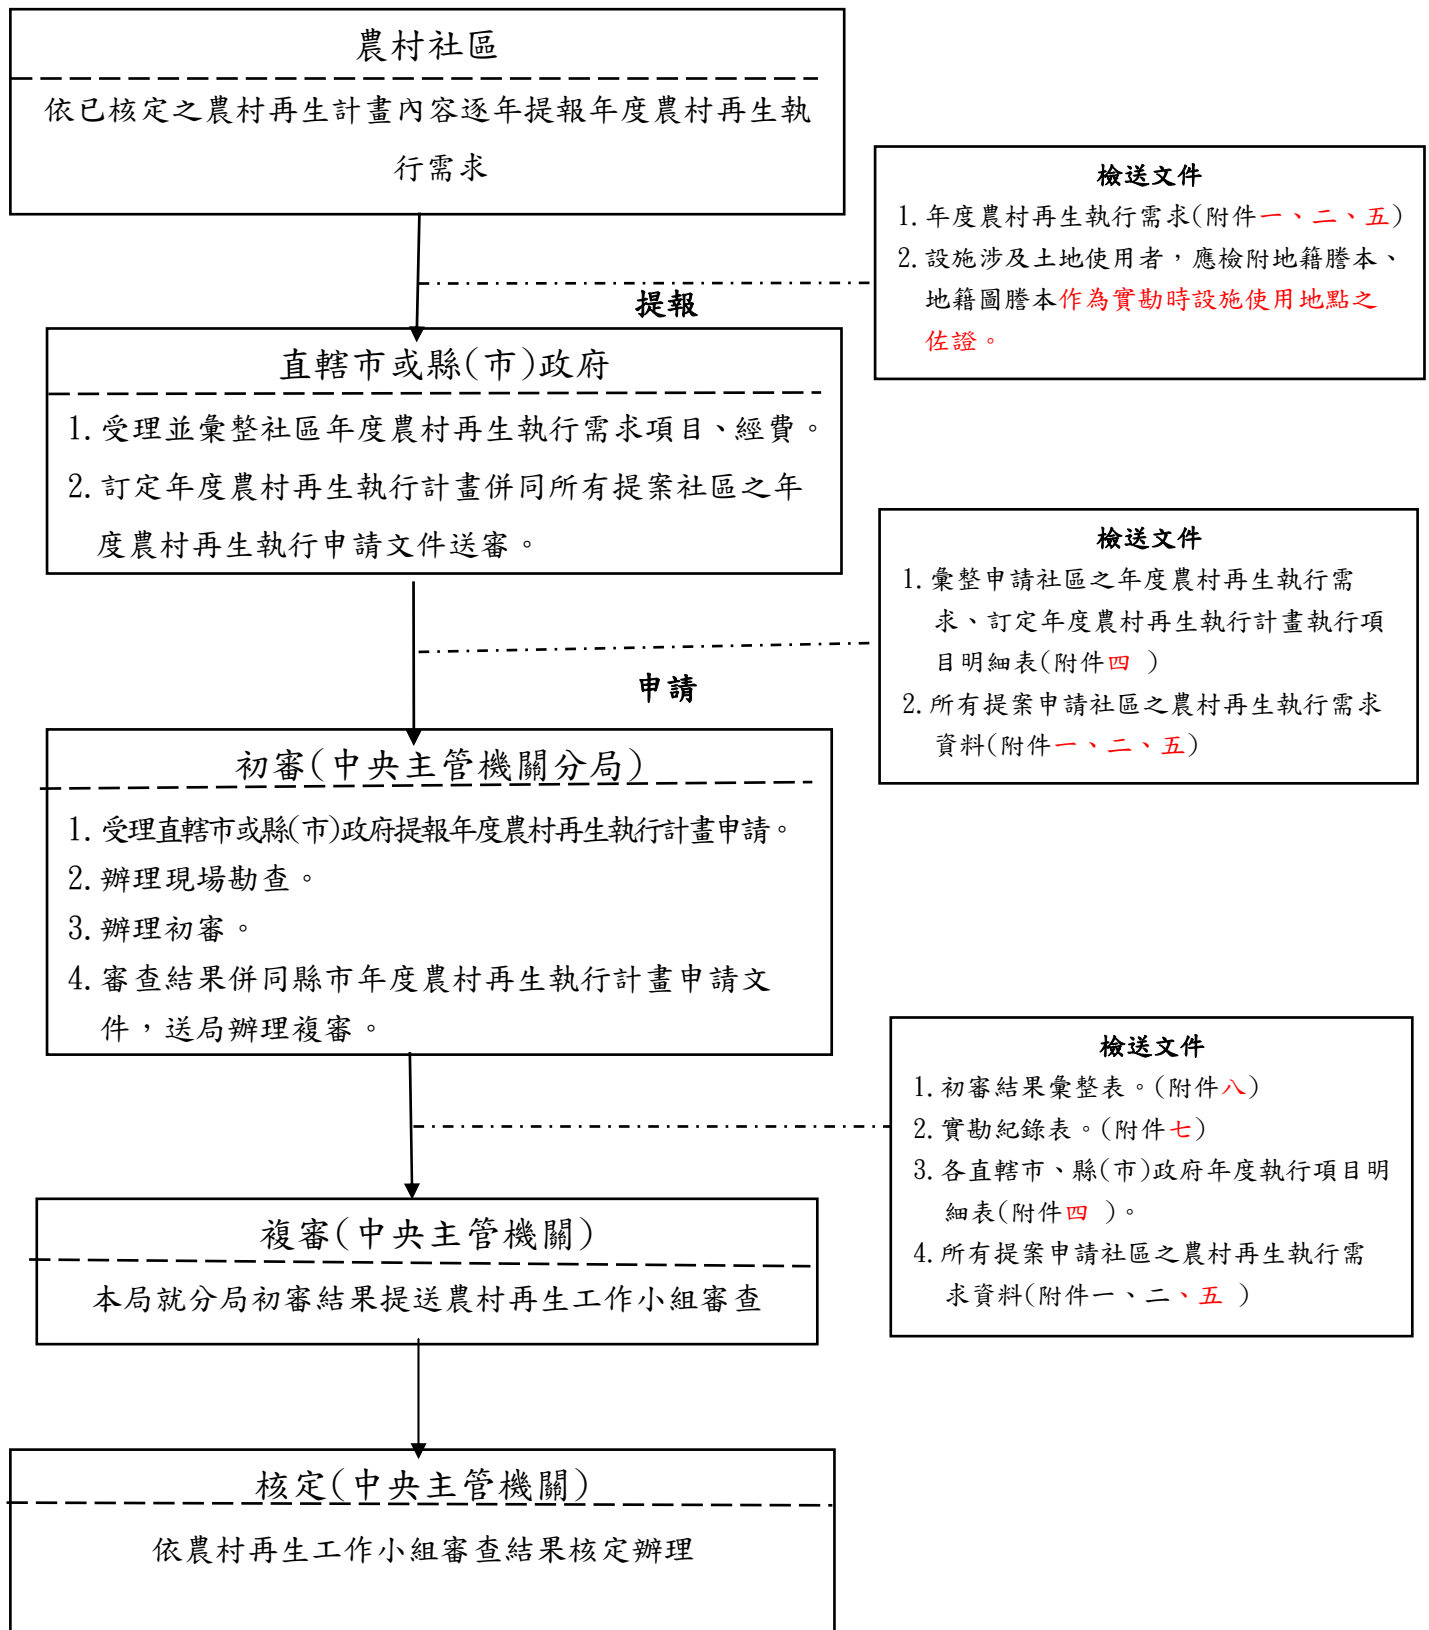 農村社區
依已核定之農村再生計畫內容逐年提報年度農村再生執
行需求
檢送文件
1.年度農村再生執行需求(附件一、二、五)
2.設施涉及土地使用者，應檢附地籍謄本、
地籍圖謄本作為實勘時設施使用地點之
佐證。
提報
直轄市或縣(市)政府
1.受理並彙整社區年度農村再生執行需求項目、經費。
2.訂定年度農村再生執行計畫併同所有提案社區之年
度農村再生執行申請文件送審。
檢送文件
1.彙整申請社區之年度農村再生執行需
求、訂定年度農村再生執行計畫執行項
目明細表(附件四 )
2.所有提案申請社區之農村再生執行需求
資料(附件一、二、五)
申請
初審(中央主管機關分局)
1.受理直轄市或縣(市)政府提報年度農村再生執行計畫申請。
2.辦理現場勘查。
3.辦理初審。
4.審查結果併同縣市年度農村再生執行計畫申請文
件，送局辦理複審。
檢送文件
1.初審結果彙整表。(附件八)
2.實勘紀錄表。(附件七)
3.各直轄市、縣(市)政府年度執行項目明
細表(附件四 )。
4.所有提案申請社區之農村再生執行需
求資料(附件一、二、五 )
複審(中央主管機關)
本局就分局初審結果提送農村再生工作小組審查
核定(中央主管機關)
依農村再生工作小組審查結果核定辦理